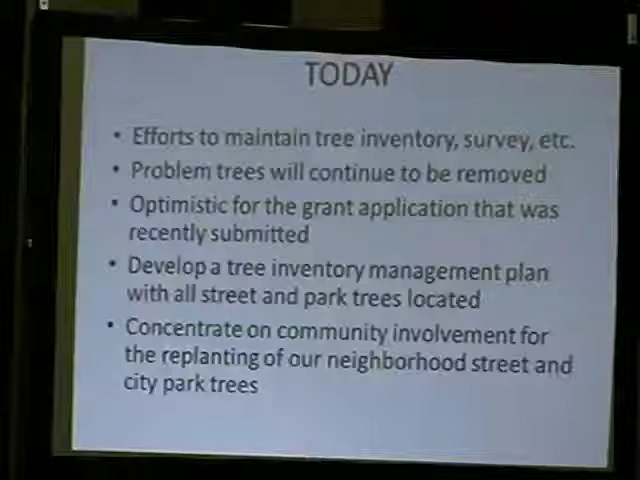 TODAY
• Efforts to maintain tree inventory, survey, etc.
• Problem trees will continue to be removed
• Optimistic for the grant application that was
recently submitted
• Develop a tree inventory management plan
with all street and park trees located
• Concentrate on community involvement for
the replanting of our neighborhood street and
city park trees